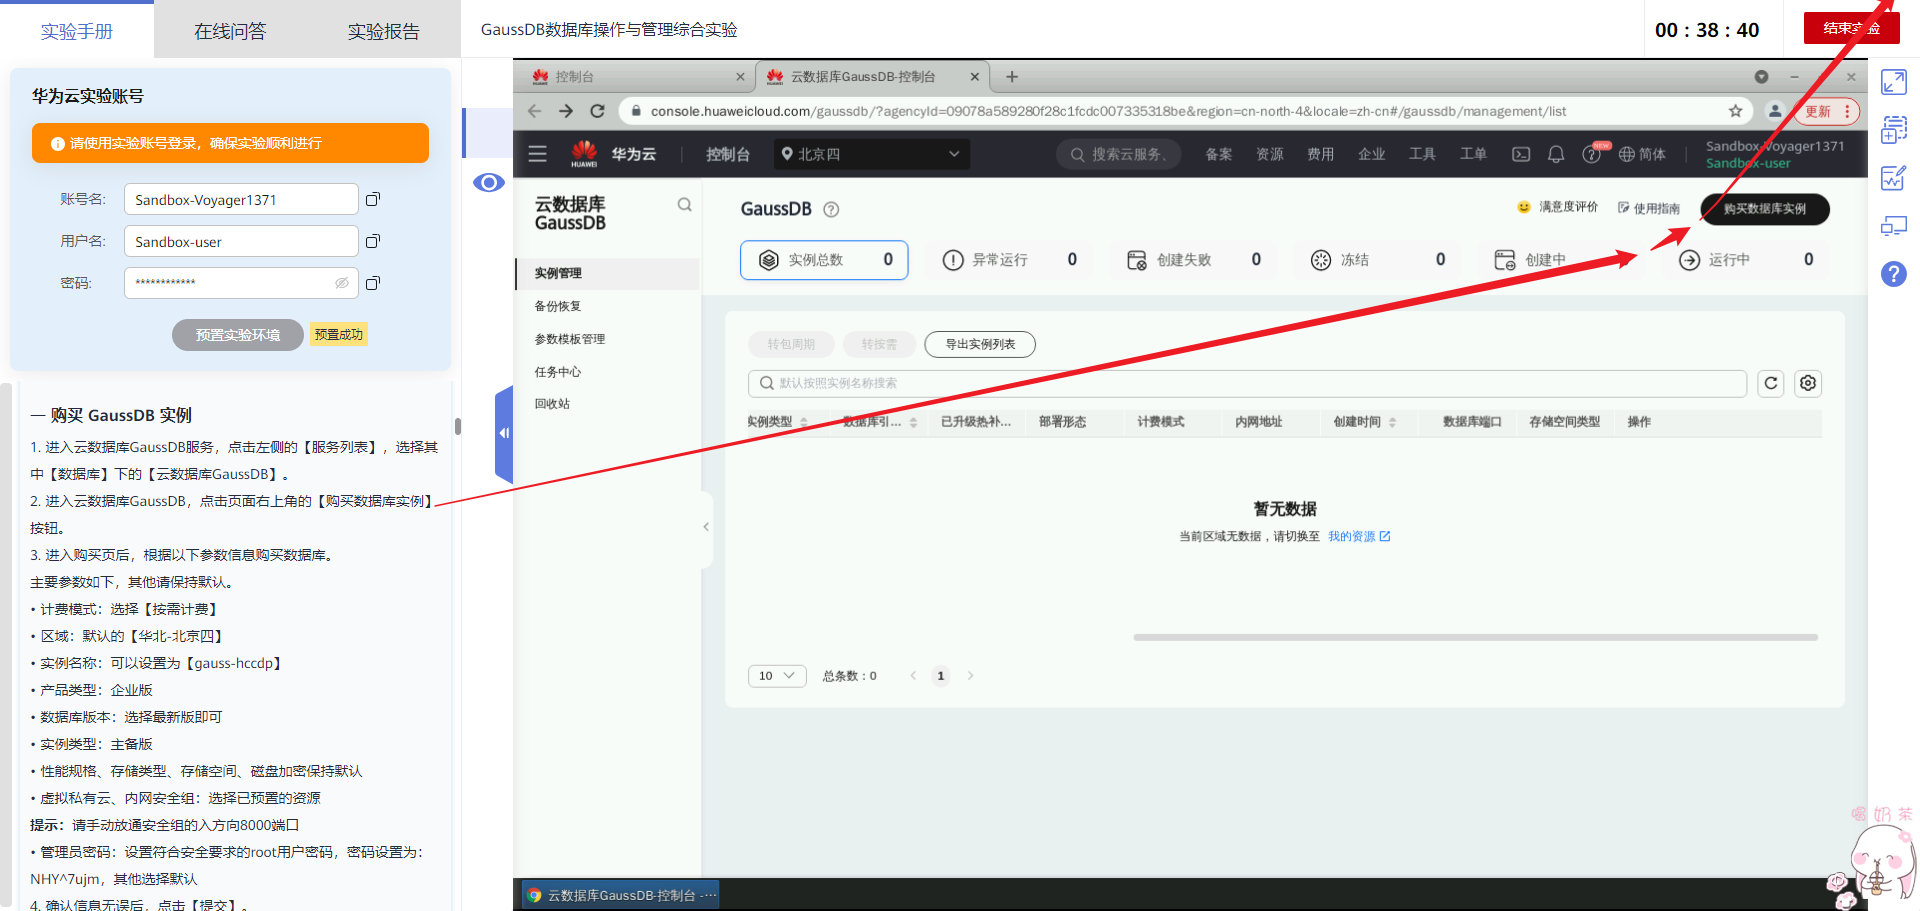 实验手册
在线问答
实验报告
GaussDB数据库操作与管理综合实验
00 : 38 : 40
结束实验
华为云实验账号
请使用实验账号登录，确保实验顺利进行
账号名:
Sandbox-Voyager1371
用户名:
Sandbox-user
密码:
************
预置实验环境
预置成功
一 购买 GaussDB 实例
1. 进入云数据库GaussDB服务，点击左侧的【服务列表】，选择其
中【数据库】下的【云数据库GaussDB】。
2. 进入云数据库GaussDB，点击页面右上角的【购买数据库实例】
按钮。
3. 进入购买页后，根据以下参数信息购买数据库。
主要参数如下，其他请保持默认。
• 计费模式：选择【按需计费】
• 区域：默认的【华北-北京四】
• 实例名称：可以设置为【gauss-hccdp】
• 产品类型：企业版
• 数据库版本：选择最新版即可
• 实例类型：主备版
• 性能规格、存储类型、存储空间、磁盘加密保持默认
• 虚拟私有云、内网安全组：选择已预置的资源
提示：请手动放通安全组的入方向8000端口
• 管理员密码：设置符合安全要求的root用户密码，密码设置为：
NHY^7ujm，其他选择默认
4. 确认信息无误后，点击【提交】。
控制台
云数据库GaussDB-控制台
console.huaweicloud.com/gaussdb/?agencyId=09078a589280f28c1fcdc007335318be&region=cn-north-4&locale=zh-cn#/gaussdb/management/list
更新
HUAWEI
华为云
控制台
北京四
搜索云服务、
备案
资源
费用
企业
工具
工单
NEW
简体
Sandbox-Voyager1371
Sandbox-user
云数据库
GaussDB
实例管理
备份恢复
参数模板管理
任务中心
回收站
GaussDB
满意度评价
使用指南
购买数据库实例
实例总数 0
异常运行 0
创建失败 0
冻结 0
创建中
运行中 0
转包周期
转按需
导出实例列表
默认按照实例名称搜索
实例类型
数据库引...
已升级热补...
部署形态
计费模式
内网地址
创建时间
数据库端口
存储空间类型
操作
暂无数据
当前区域无数据，请切换至 我的资源
10
总条数：0
1
云数据库GaussDB-控制台 -···
喝奶茶